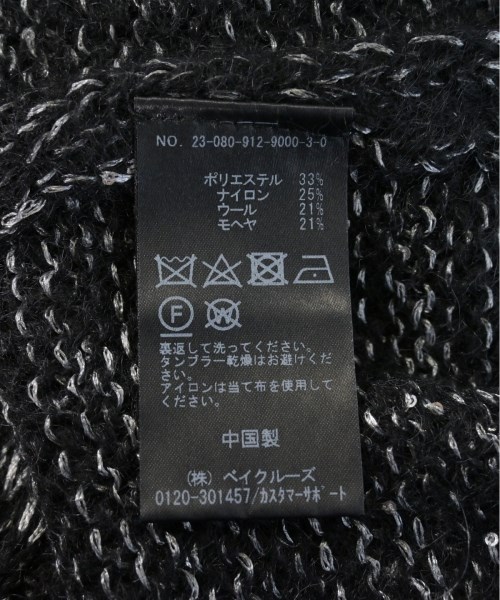 NO. 23-080-912-9000-3-0
ポリエステル 33%
ナイロン 25%
ウール 21%
モヘヤ 21%
F W
裏返して洗ってください。
タンブラー乾燥はお避けくだ
さい。
アイロンは当て布を使用して
ください。
中国製
(株) ベイクルーズ
0120-301457/カスタマーサポート